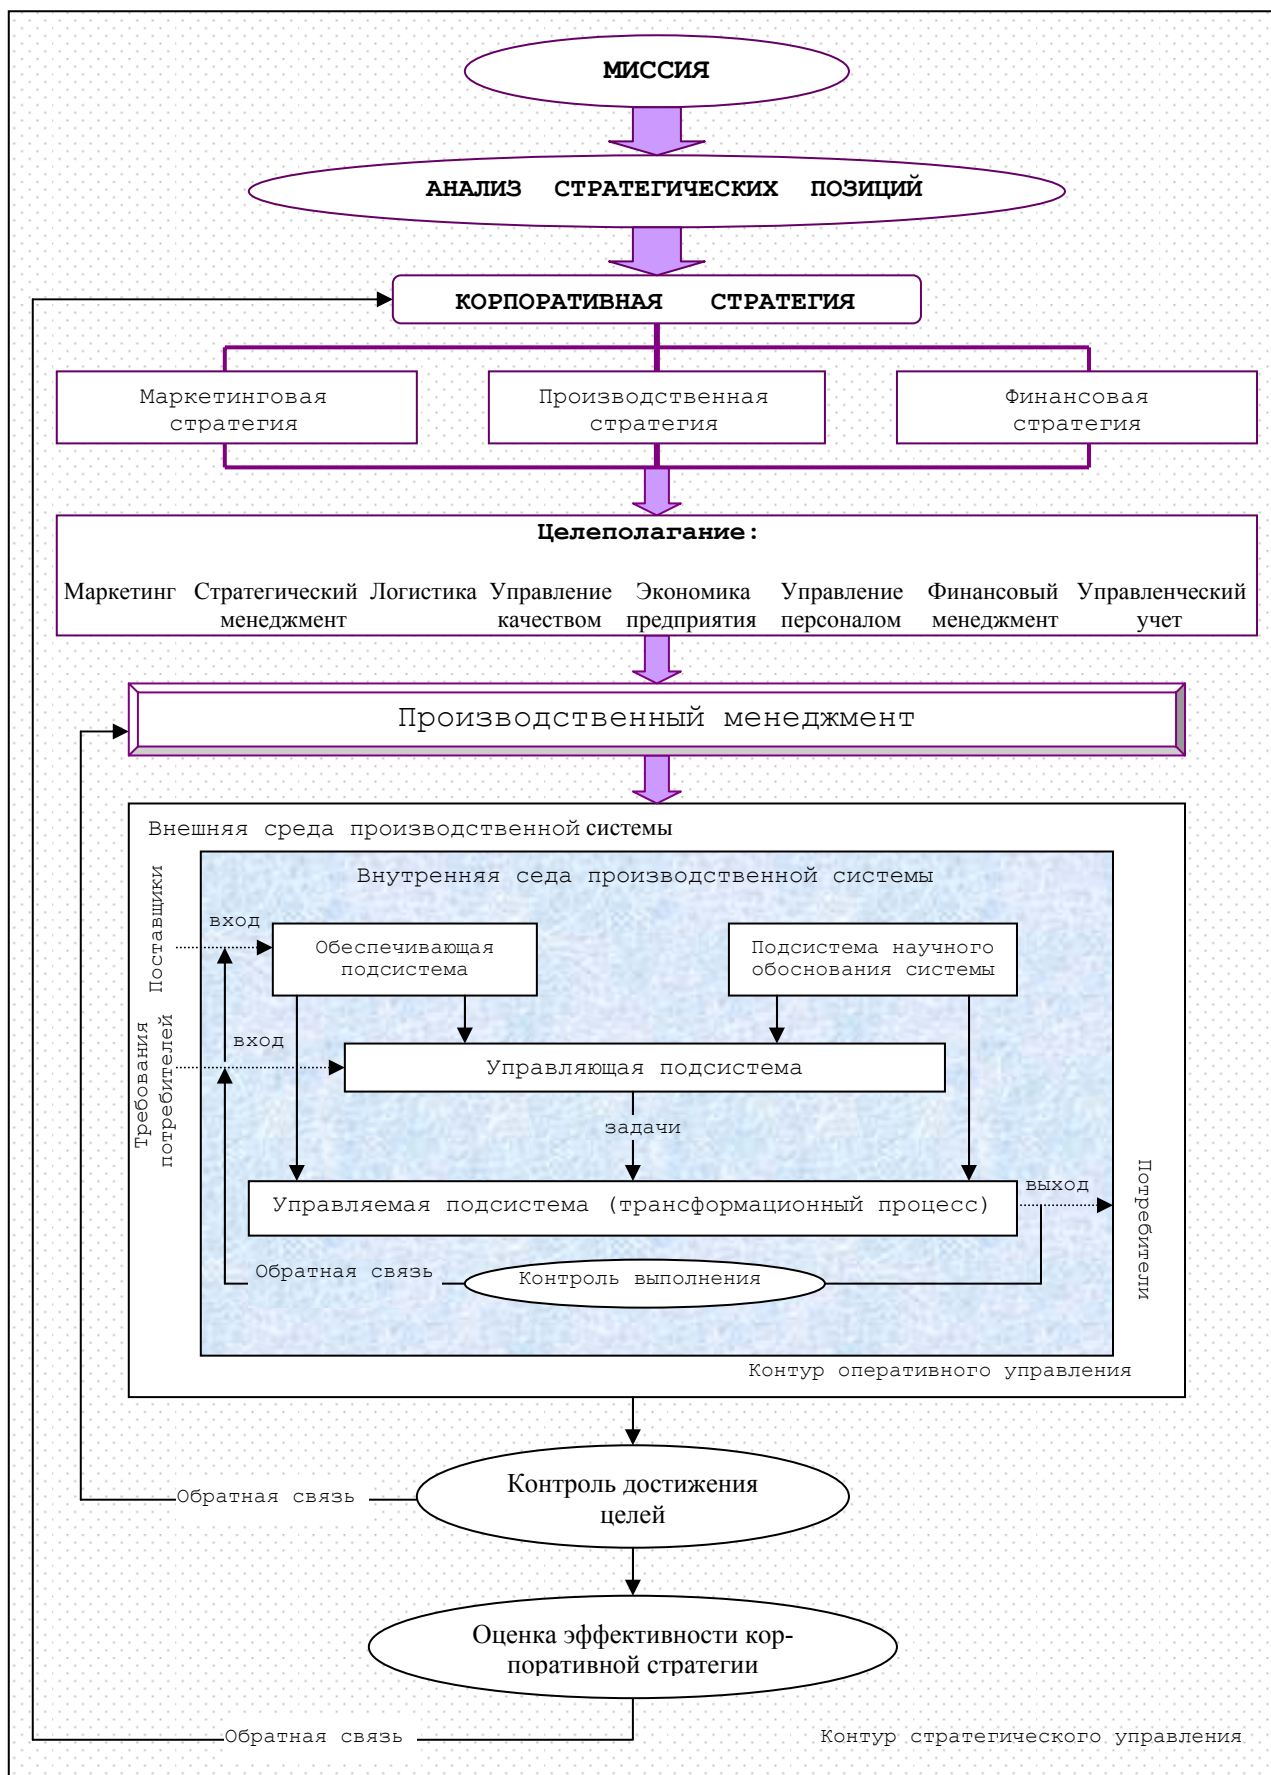 МИССИЯ
АНАЛИЗ СТРАТЕГИЧЕСКИХ ПОЗИЦИЙ
КОРПОРАТИВНАЯ СТРАТЕГИЯ
Маркетинговая
стратегия
Производственная
стратегия
Финансовая
стратегия
Целеполагание:
Маркетинг
Стратегический
менеджмент
Логистика
Управление
качеством
Экономика
предприятия
Управление
персоналом
Финансовый
менеджмент
Управленческий
учет
Производственный менеджмент
Внешняя среда производственной системы
Внутренняя седа производственной системы
Поставщики
вход
Обеспечивающая
подсистема
Подсистема научного
обоснования системы
Требования
потребителей
вход
Управляющая подсистема
задачи
Управляемая подсистема (трансформационный процесс)
выход
Потребители
Обратная связь
Контроль выполнения
Контур оперативного управления
Контроль достижения
целей
Обратная связь
Оценка эффективности кор-
поративной стратегии
Обратная связь
Контур стратегического управления